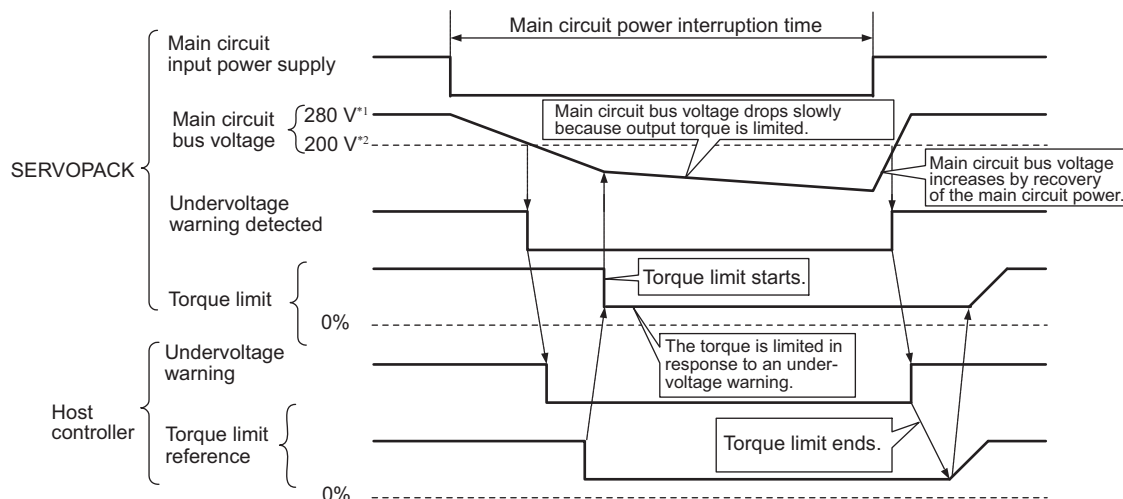 Main circuit power interruption time
Main circuit
input power supply
Main circuit
bus voltage
280 V*1
200 V*2
Main circuit bus voltage drops slowly
because output torque is limited.
Main circuit bus voltage
increases by recovery
of the main circuit power.
SERVOPACK
Undervoltage
warning detected
Torque limit starts.
Torque limit
0%
The torque is limited in
response to an under-
voltage warning.
Undervoltage
warning
Host
controller
Torque limit
reference
Torque limit ends.
0%